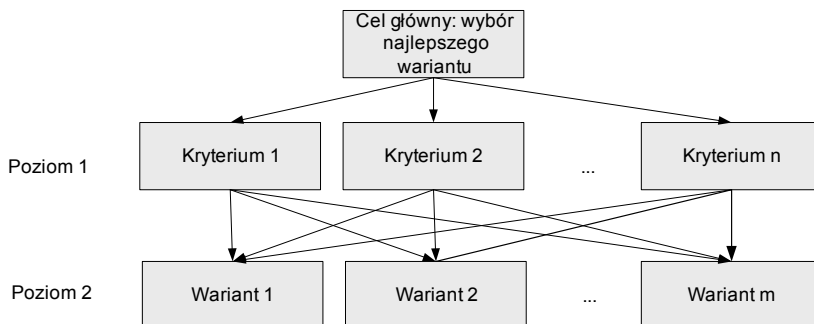 Cel główny: wybór
najlepszego
wariantu
Poziom 1
Kryterium 1
Kryterium 2
...
Kryterium n
Poziom 2
Wariant 1
Wariant 2
...
Wariant m